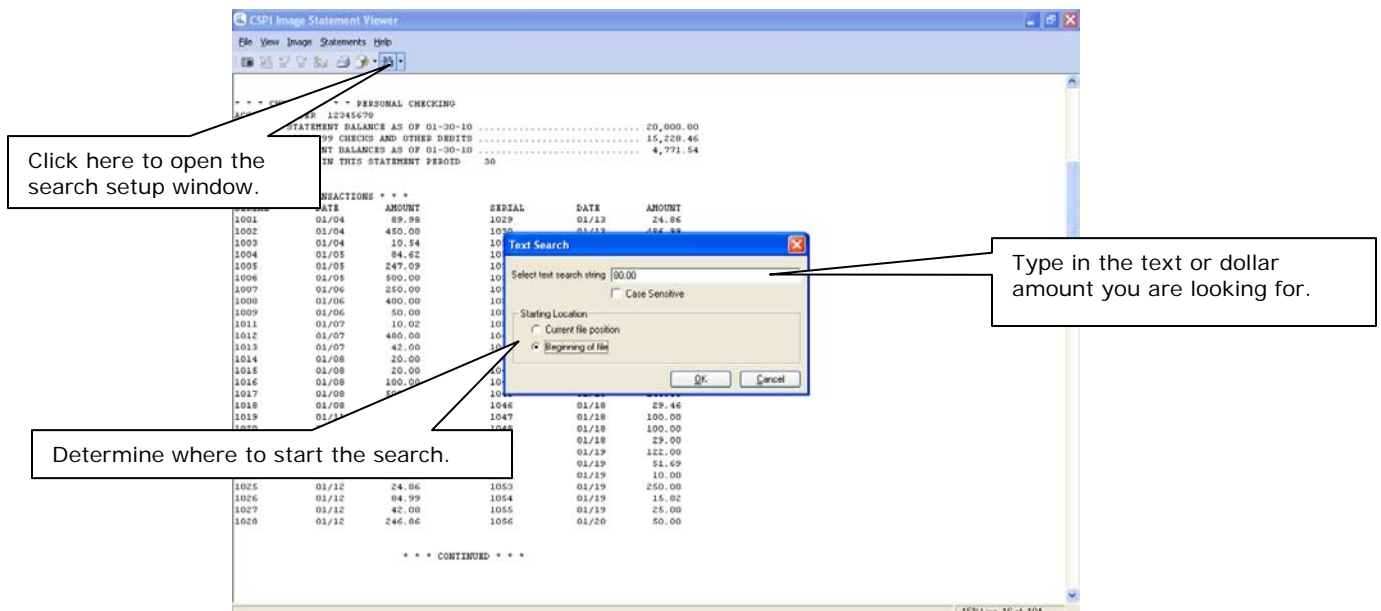 CSPI Image Statement Viewer
File View Image Statements Help
PERSONAL CHECKING
12345678
STATEMENT BALANCE AS OF 01-30-10 20,000.00
99 CHECKS AND OTHER DEBITS 15,228.46
BALANCES AS OF 01-30-10 4,771.54
IN THIS STATEMENT PEROID 30
Click here to open the
search setup window.
* * *
DATE AMOUNT SERIAL DATE AMOUNT
1001 01/04 89.98 1029 01/13 24.86
1002 01/04 450.00
1003 01/04 10.54
1004 01/05 84.62
1005 01/05 247.09
1006 01/05 500.00
1007 01/06 250.00
1008 01/06 400.00
1009 01/06 50.00
1011 01/07 10.02
1012 01/07 480.00
1013 01/07 42.00
1014 01/08 20.00
1015 01/08 20.00
1016 01/08 100.00
1017 01/08
1018 01/08 1046 01/18 29.46
1019 1047 01/18 100.00
01/18 100.00
01/18 29.00
01/19 122.00
01/19 51.69
01/19 10.00
1025 01/12 24.86 1053 01/19 250.00
1026 01/12 84.99 1054 01/19 15.82
1027 01/12 42.00 1055 01/19 25.00
1028 01/12 246.86 1056 01/20 50.00
* * * CONTINUED * * *
Text Search
Select text search string 80.00
Case Sensitive
Starting Location
Current file position
Beginning of file
OK Cancel
Type in the text or dollar
amount you are looking for.
Determine where to start the search.